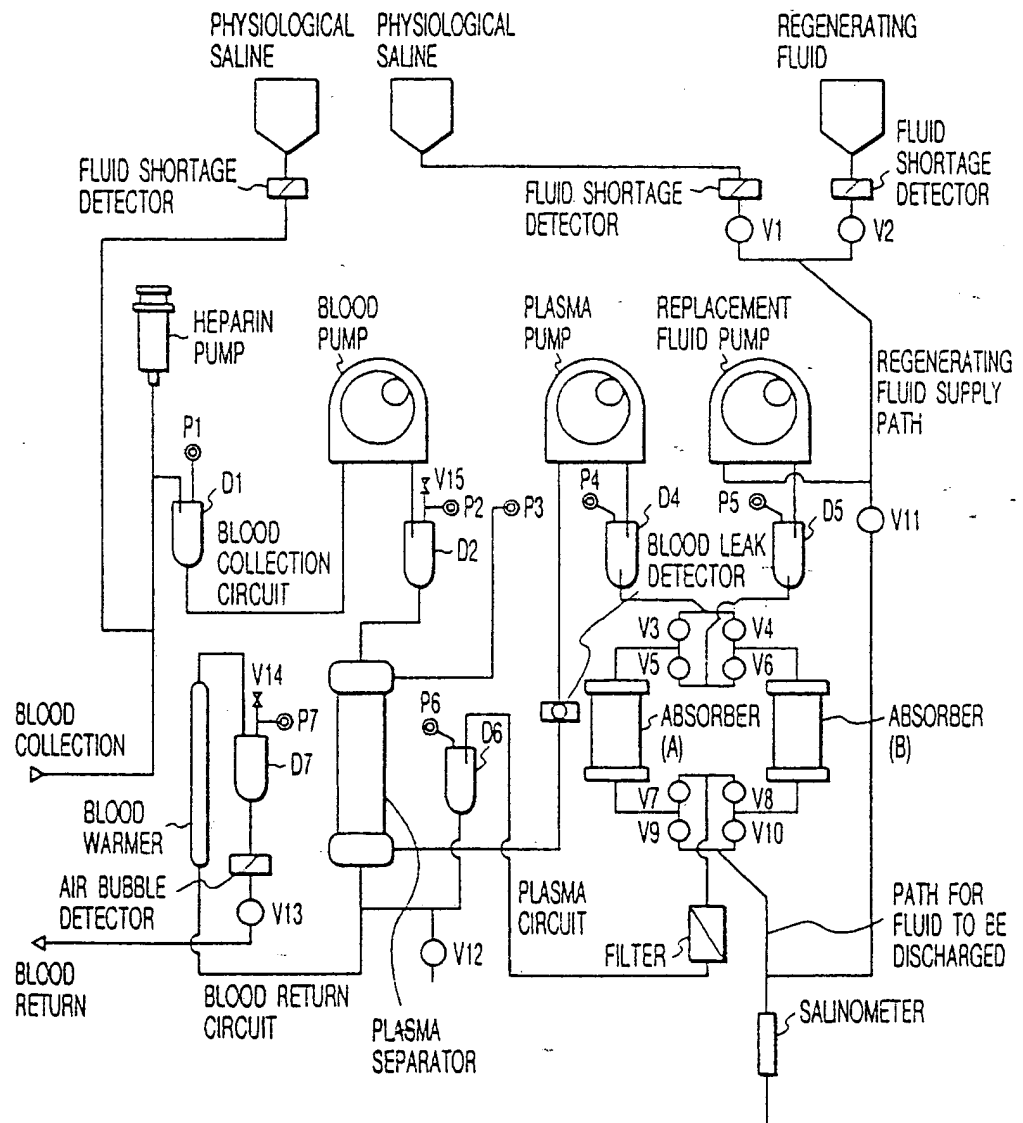 PHYSIOLOGICAL
SALINE
PHYSIOLOGICAL
SALINE
REGENERATING
FLUID
FLUID SHORTAGE
DETECTOR
FLUID SHORTAGE
DETECTOR
FLUID
SHORTAGE
DETECTOR
V1
V2
HEPARIN
PUMP
BLOOD
PUMP
PLASMA
PUMP
REPLACEMENT
FLUID PUMP
REGENERATING
FLUID SUPPLY
PATH
P1
D1
V15
P2
P3
D2
P4
D4
P5
D5
V11
BLOOD
COLLECTION
CIRCUIT
BLOOD LEAK
DETECTOR
V3
V4
V5
V6
BLOOD
COLLECTION
V14
P7
D7
P6
D6
ABSORBER
(A)
ABSORBER
(B)
V7
V8
V9
V10
BLOOD
WARMER
AIR BUBBLE
DETECTOR
V13
V12
PLASMA
CIRCUIT
FILTER
PATH FOR
FLUID TO BE
DISCHARGED
BLOOD
RETURN
BLOOD RETURN
CIRCUIT
PLASMA
SEPARATOR
SALINOMETER